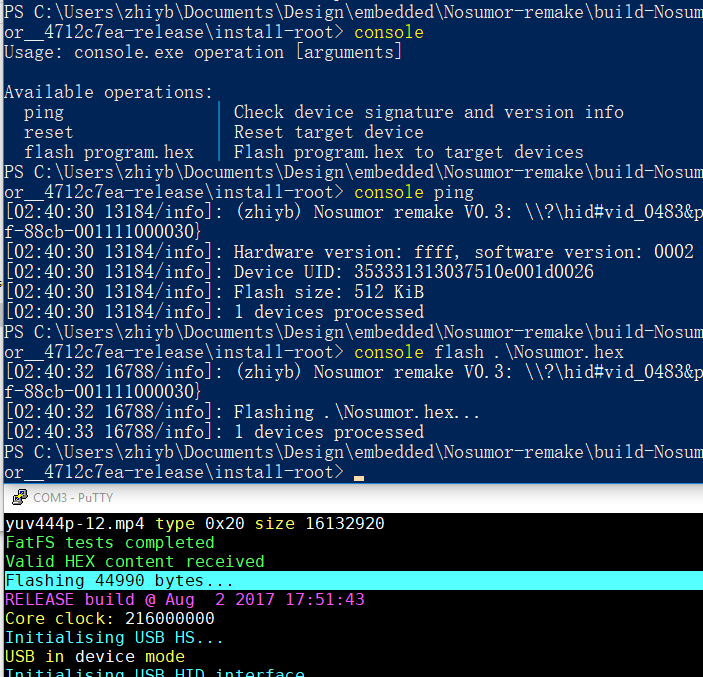 PS C:\Users\zhiyb\Documents\Design\embedded\Nosumor-remake\build-Nosum
or__4712c7ea-release\install-root> console
Usage: console.exe operation [arguments]
Available operations:
ping | Check device signature and version info
reset | Reset target device
flash program.hex | Flash program.hex to target devices
PS C:\Users\zhiyb\Documents\Design\embedded\Nosumor-remake\build-Nosum
or__4712c7ea-release\install-root> console ping
[02:40:30 13184/info]: (zhiyb) Nosumor remake V0.3: \\?\hid#vid_0483&p
f-88cb-001111000030}
[02:40:30 13184/info]: Hardware version: ffff, software version: 0002
[02:40:30 13184/info]: Device UID: 353331313037510e001d0026
[02:40:30 13184/info]: Flash size: 512 KiB
[02:40:30 13184/info]: 1 devices processed
PS C:\Users\zhiyb\Documents\Design\embedded\Nosumor-remake\build-Nosum
or__4712c7ea-release\install-root> console flash .\Nosumor.hex
[02:40:32 16788/info]: (zhiyb) Nosumor remake V0.3: \\?\hid#vid_0483&p
f-88cb-001111000030}
[02:40:32 16788/info]: Flashing .\Nosumor.hex...
[02:40:33 16788/info]: 1 devices processed
PS C:\Users\zhiyb\Documents\Design\embedded\Nosumor-remake\build-Nosum
or__4712c7ea-release\install-root>
COM3 - PuTTY
yuv444p-12.mp4 type 0x20 size 16132920
FatFS tests completed
Valid HEX content received
Flashing 44990 bytes...
RELEASE build @ Aug  2 2017 17:51:43
Core clock: 216000000
Initialising USB HS...
USB in device mode
Initialising USB HID interface